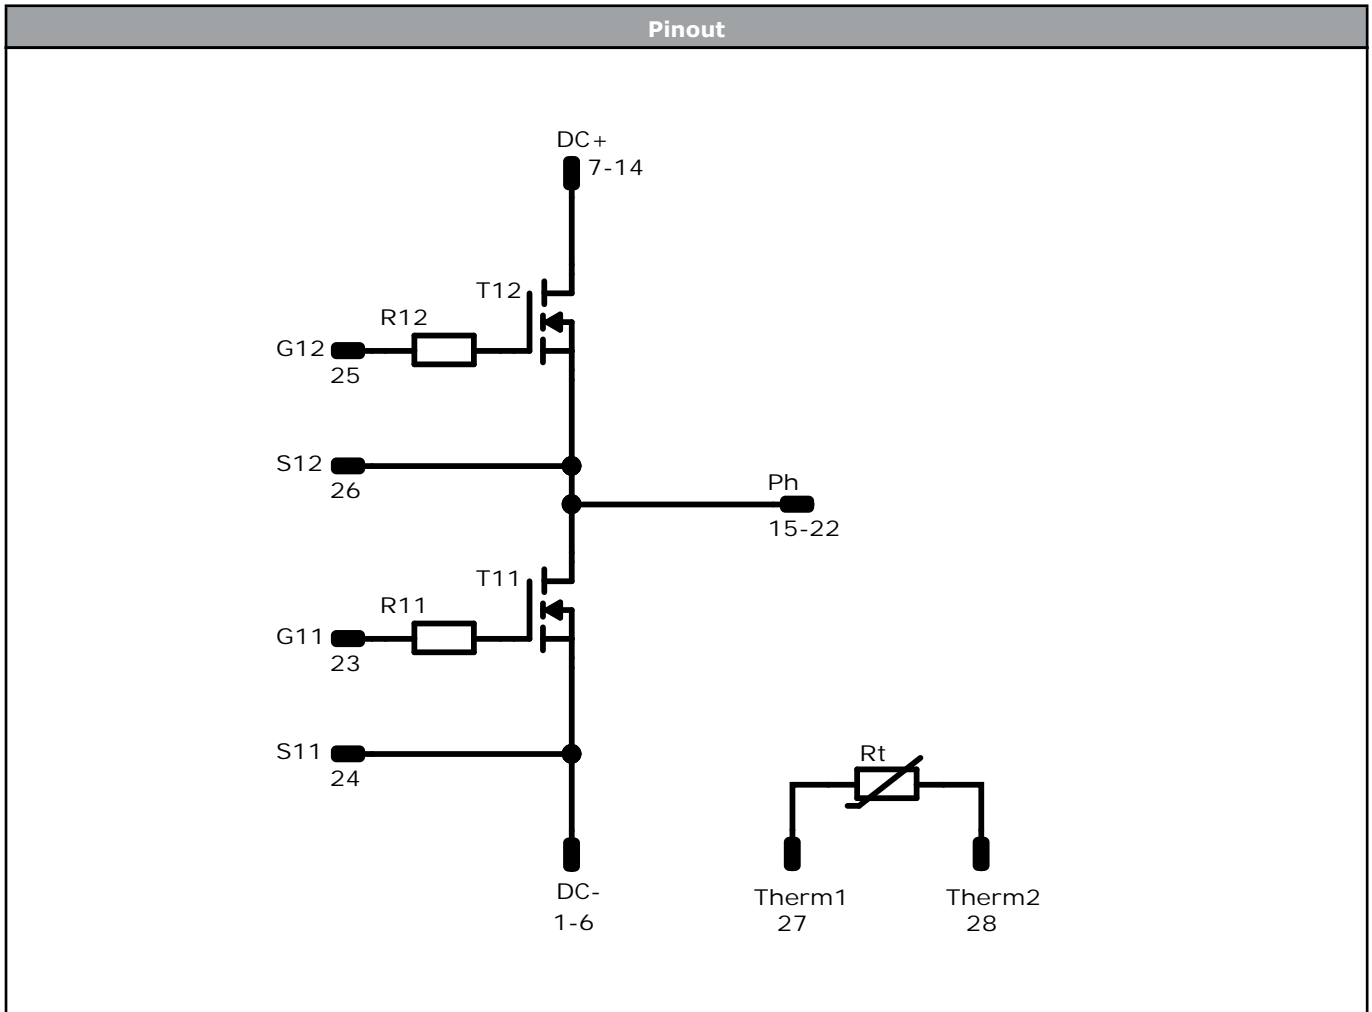 Pinout
DC+
7-14
T12
R12
G12
25
S12
26
Ph
15-22
T11
R11
G11
23
S11
24
Rt
DC-
1-6
Therm1
27
Therm2
28